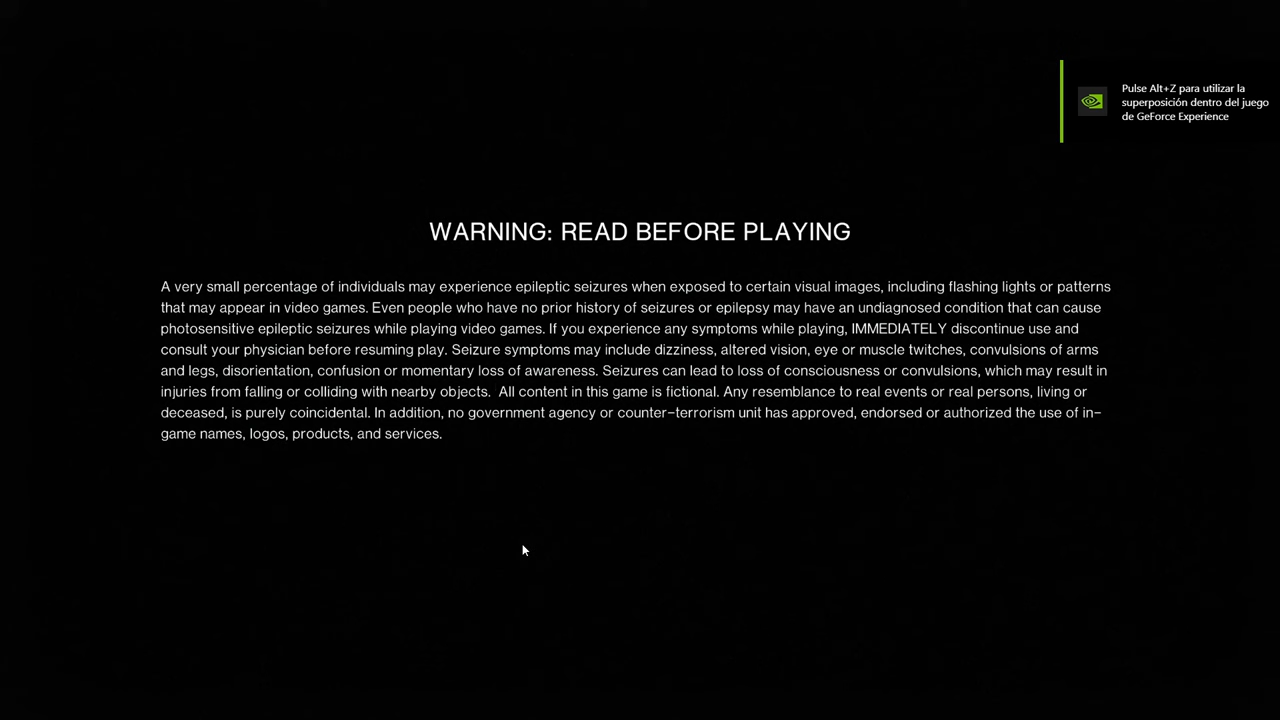 Pulse Alt+Z para utilizar la
superposición dentro del juego
de GeForce Experience
WARNING: READ BEFORE PLAYING
A very small percentage of individuals may experience epileptic seizures when exposed to certain visual images, including flashing lights or patterns
that may appear in video games. Even people who have no prior history of seizures or epilepsy may have an undiagnosed condition that can cause
photosensitive epileptic seizures while playing video games. If you experience any symptoms while playing, IMMEDIATELY discontinue use and
consult your physician before resuming play. Seizure symptoms may include dizziness, altered vision, eye or muscle twitches, convulsions of arms
and legs, disorientation, confusion or momentary loss of awareness. Seizures can lead to loss of consciousness or convulsions, which may result in
injuries from falling or colliding with nearby objects.  All content in this game is fictional. Any resemblance to real events or real persons, living or
deceased, is purely coincidental. In addition, no government agency or counter-terrorism unit has approved, endorsed or authorized the use of in-
game names, logos, products, and services.